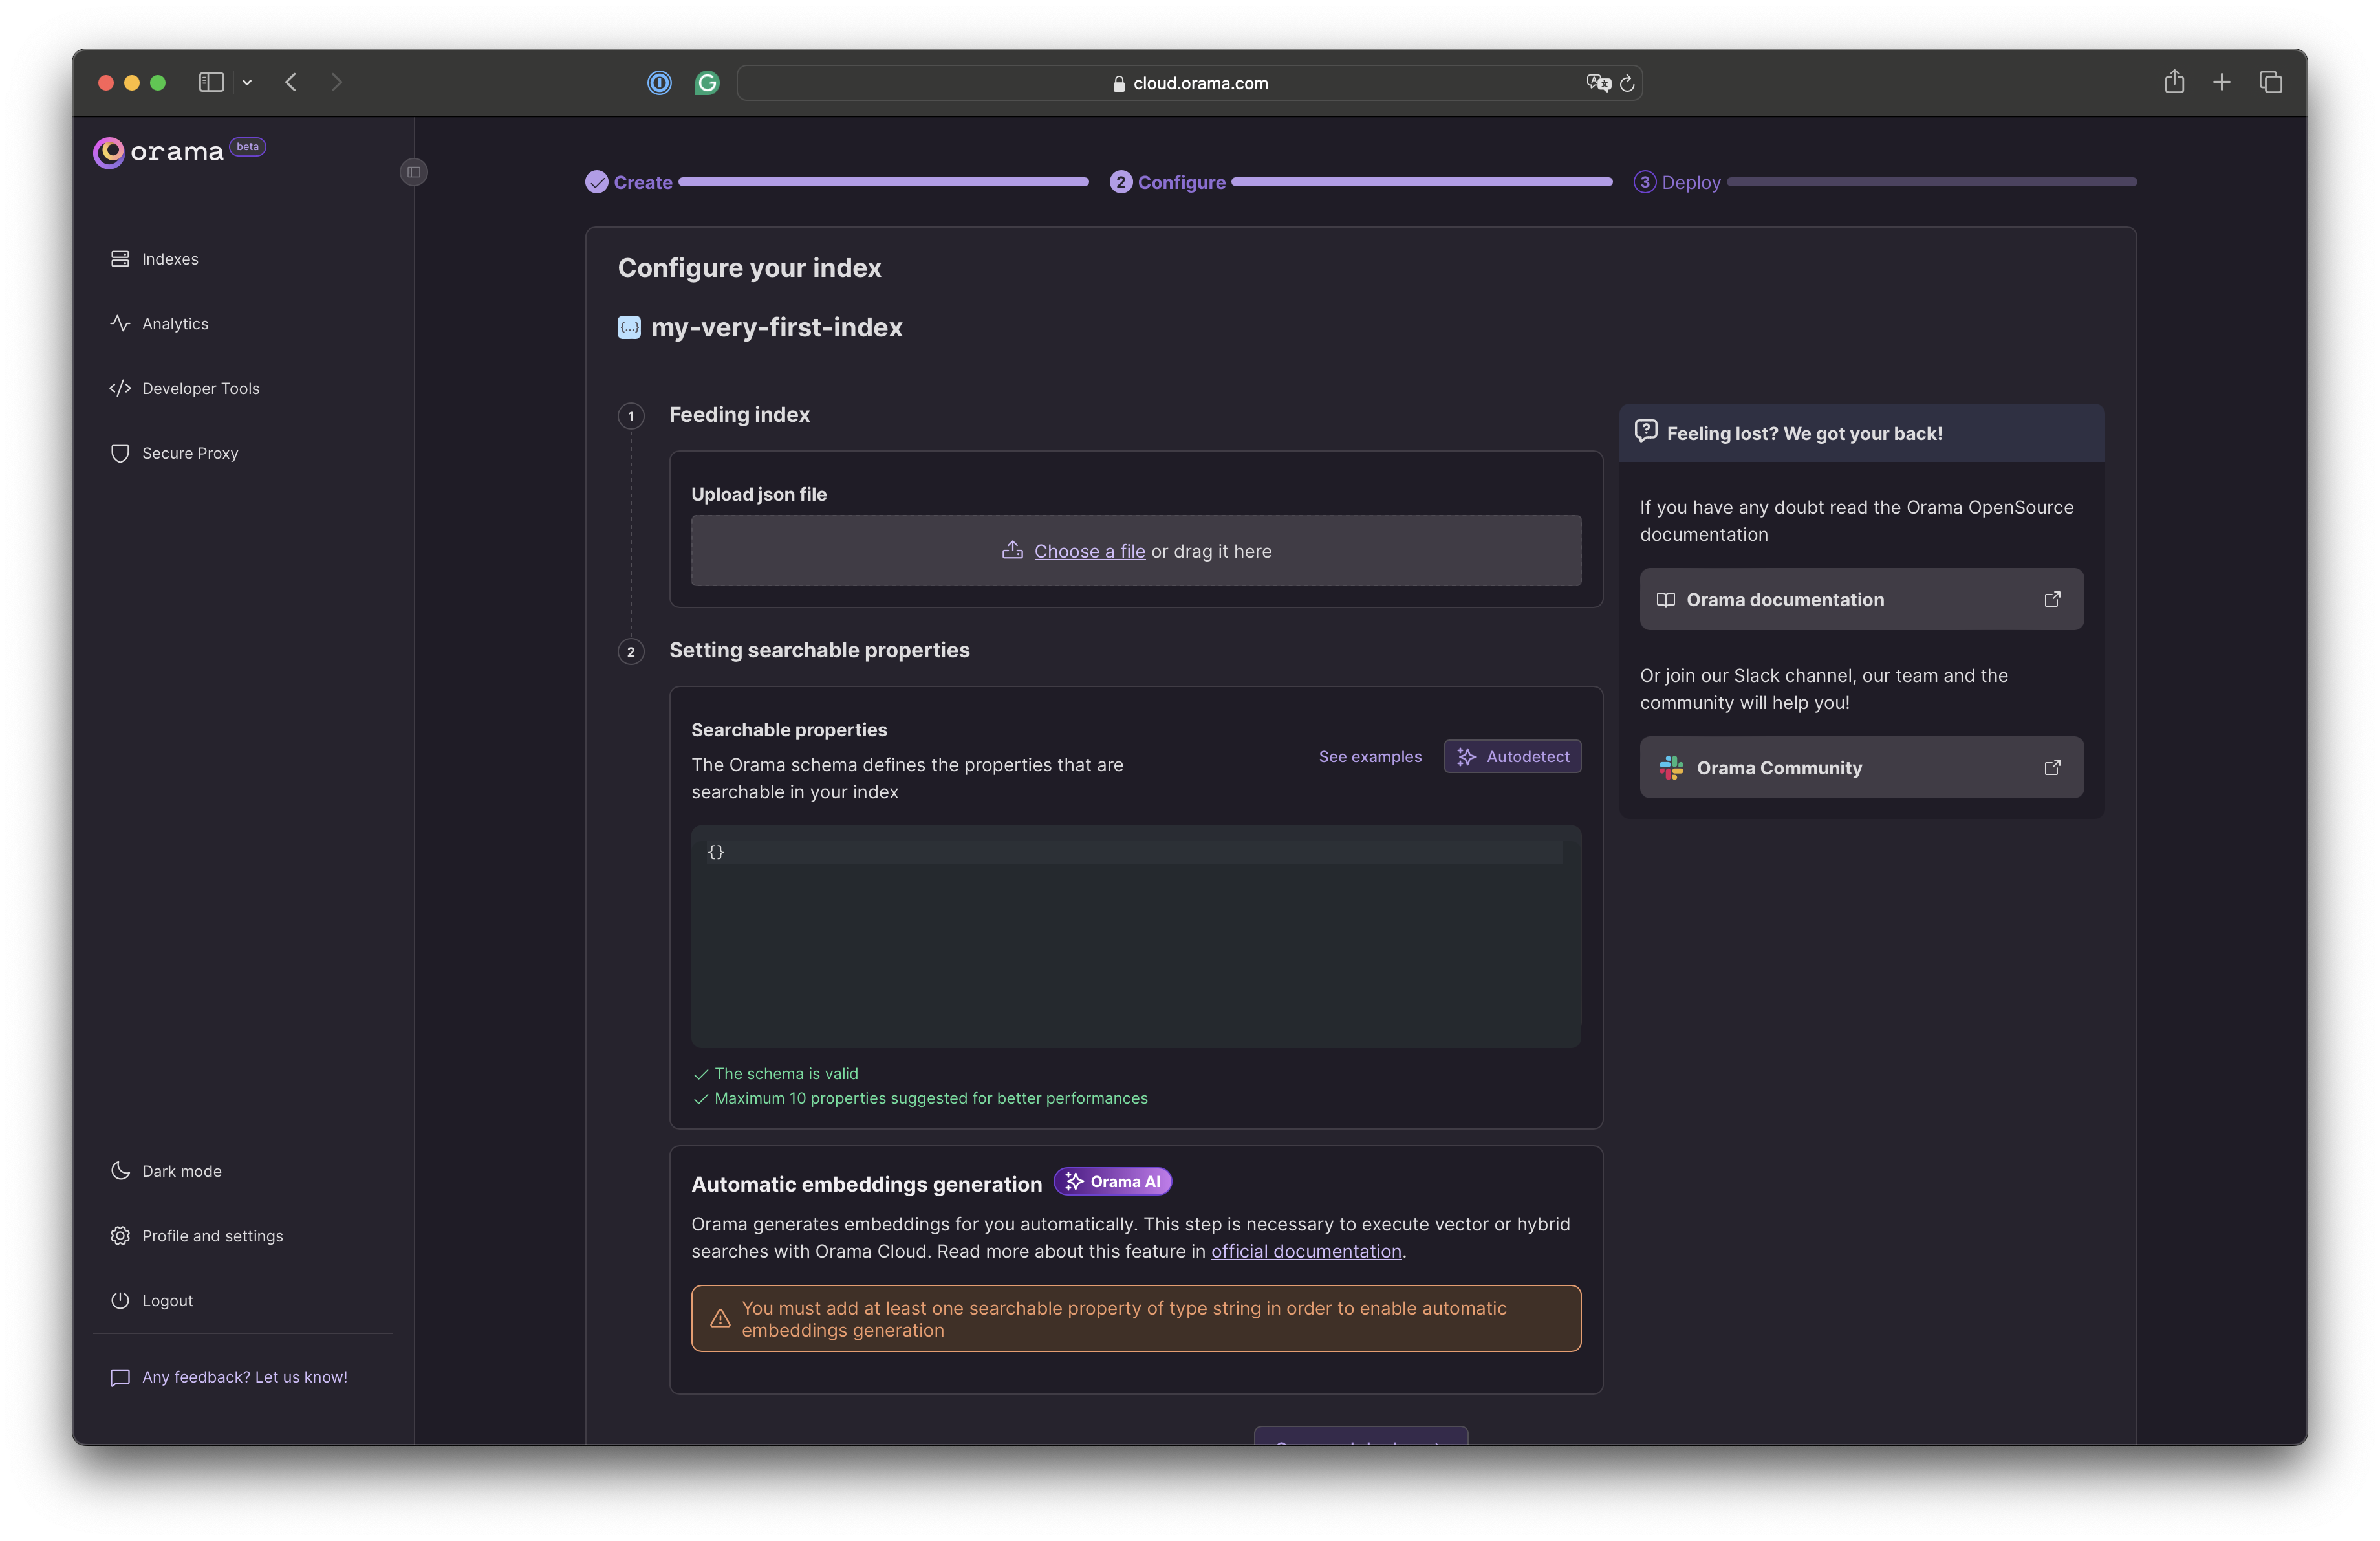 cloud.orama.com
orama beta
Indexes
Analytics
Developer Tools
Secure Proxy
Dark mode
Profile and settings
Logout
Any feedback? Let us know!
Create
2 Configure
3 Deploy
Configure your index
{...} my-very-first-index
1 Feeding index
Upload json file
Choose a file or drag it here
2 Setting searchable properties
Searchable properties
The Orama schema defines the properties that are
searchable in your index
See examples
Autodetect
{}
The schema is valid
Maximum 10 properties suggested for better performances
Automatic embeddings generation Orama AI
Orama generates embeddings for you automatically. This step is necessary to execute vector or hybrid
searches with Orama Cloud. Read more about this feature in official documentation.
You must add at least one searchable property of type string in order to enable automatic
embeddings generation
Feeling lost? We got your back!
If you have any doubt read the Orama OpenSource
documentation
Orama documentation
Or join our Slack channel, our team and the
community will help you!
Orama Community